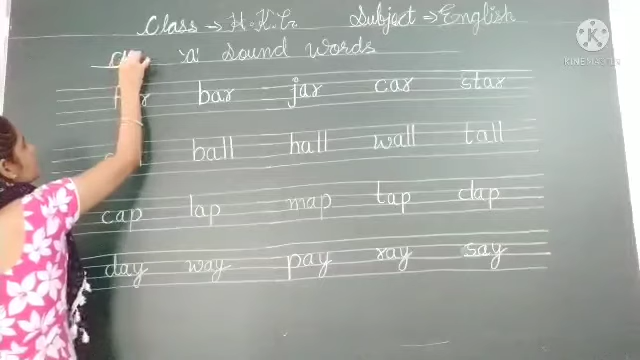 Class → H.K.G Subject → English
'a' Sound Words
bar jar car star
ball hall wall tall
cap lap map tap clap
day way pay ray say
KINEMASTER